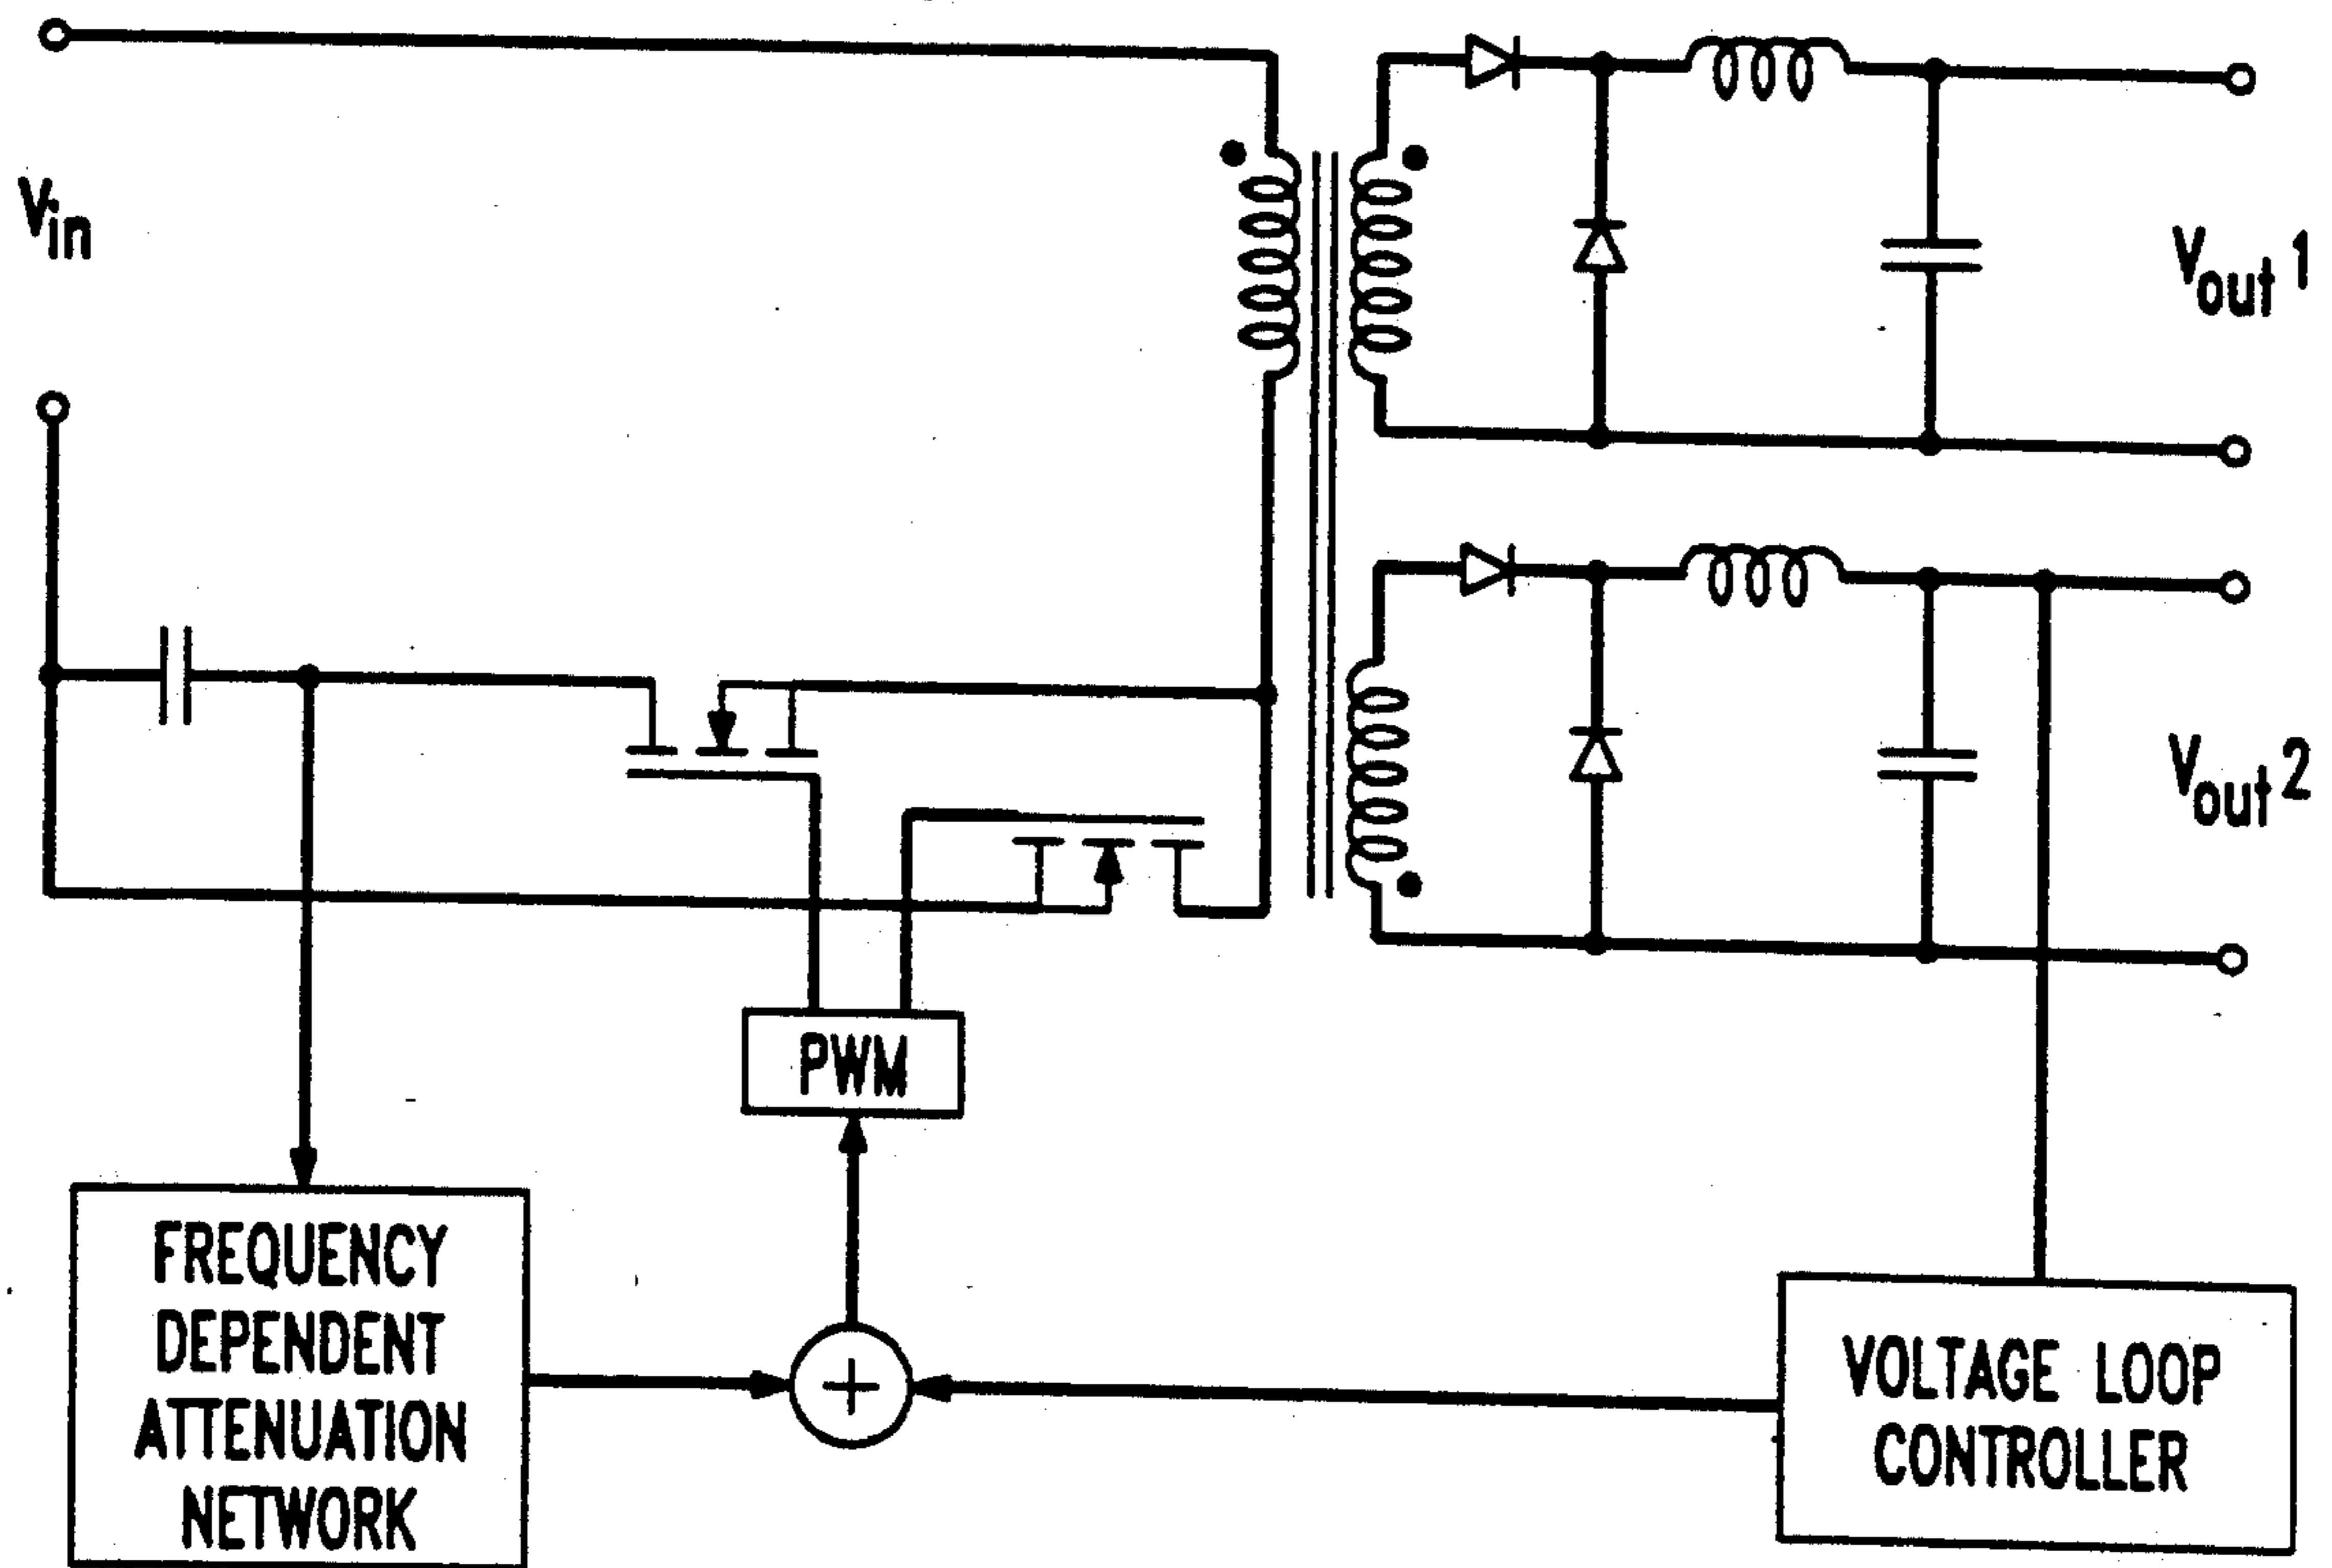 Vin
Vout 1
Vout 2
PWM
FREQUENCY
DEPENDENT
ATTENUATION
NETWORK
+
VOLTAGE LOOP
CONTROLLER